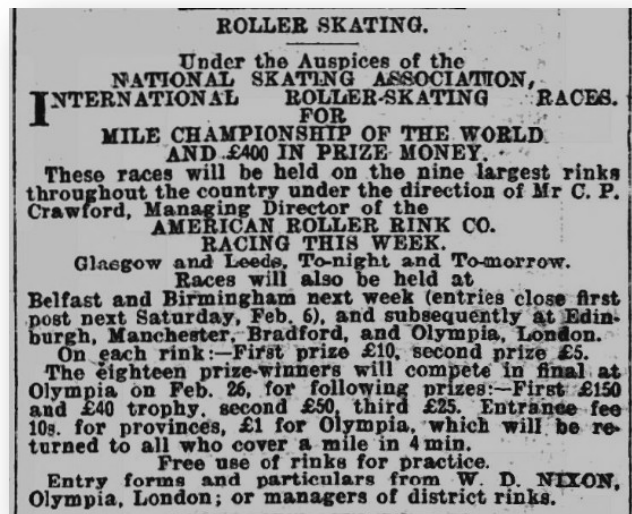 ROLLER SKATING.
Under the Auspices of the
NATIONAL SKATING ASSOCIATION,
INTERNATIONAL ROLLER-SKATING RACES.
FOR
MILE CHAMPIONSHIP OF THE WORLD
AND £400 IN PRIZE MONEY.
These races will be held on the nine largest rinks
throughout the country under the direction of Mr C. P.
Crawford, Managing Director of the
AMERICAN ROLLER RINK CO.
RACING THIS WEEK.
Glasgow and Leeds, To-night and To-morrow.
Races will also be held at
Belfast and Birmingham next week (entries close first
post next Saturday, Feb. 6), and subsequently at Edin-
burgh, Manchester, Bradford, and Olympia, London.
On each rink:—First prize £10, second prize £5.
The eighteen prize-winners will compete in final at
Olympia on Feb. 26, for following prizes:—First £150
and £40 trophy, second £50, third £25. Entrance fee
10s. for provinces, £1 for Olympia, which will be re-
turned to all who cover a mile in 4 min.
Free use of rinks for practice.
Entry forms and particulars from W. D. NIXON,
Olympia, London; or managers of district rinks.